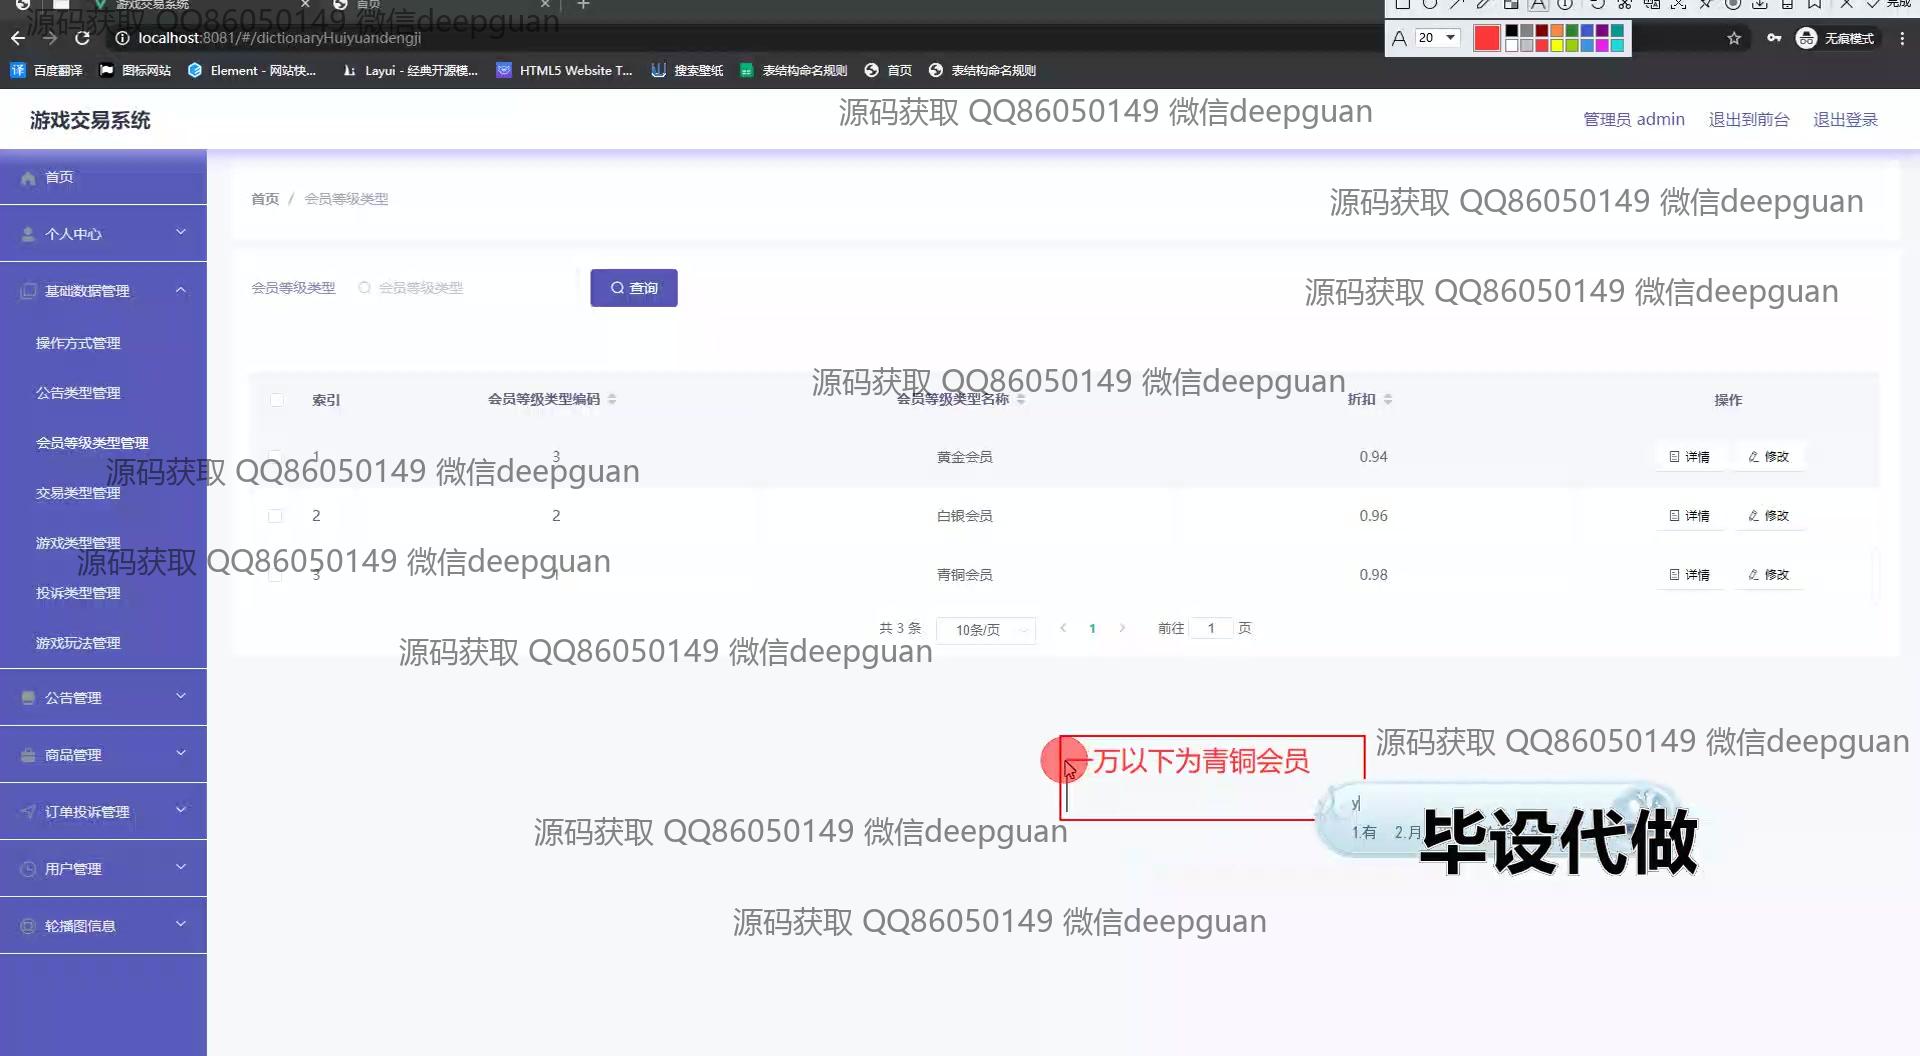 游戏交易系统
首页
源码获取 QQ86050149 微信deepguan
localhost:8081/#/dictionaryHuiyuandengji
A 20
无痕模式
完成
译 百度翻译
图标网站
Element - 网站快...
Layui - 经典开源模...
HTML5 Website T...
搜索壁纸
表结构命名规则
首页
表结构命名规则
游戏交易系统
源码获取 QQ86050149 微信deepguan
管理员 admin
退出到前台
退出登录
首页
个人中心
基础数据管理
操作方式管理
公告类型管理
会员等级类型管理
交易类型管理
游戏类型管理
投诉类型管理
游戏玩法管理
公告管理
商品管理
订单投诉管理
用户管理
轮播图信息
首页 / 会员等级类型
源码获取 QQ86050149 微信deepguan
会员等级类型 会员等级类型 查询
源码获取 QQ86050149 微信deepguan
源码获取 QQ86050149 微信deepguan
索引 会员等级类型编码 会员等级类型名称 折扣 操作
1 3 黄金会员 0.94 详情 修改
源码获取 QQ86050149 微信deepguan
2 2 白银会员 0.96 详情 修改
源码获取 QQ86050149 微信deepguan
3 1 青铜会员 0.98 详情 修改
共 3 条 10条/页 1 前往 1 页
源码获取 QQ86050149 微信deepguan
一万以下为青铜会员
源码获取 QQ86050149 微信deepguan
y
1.有 2.月
毕设代做
源码获取 QQ86050149 微信deepguan
源码获取 QQ86050149 微信deepguan